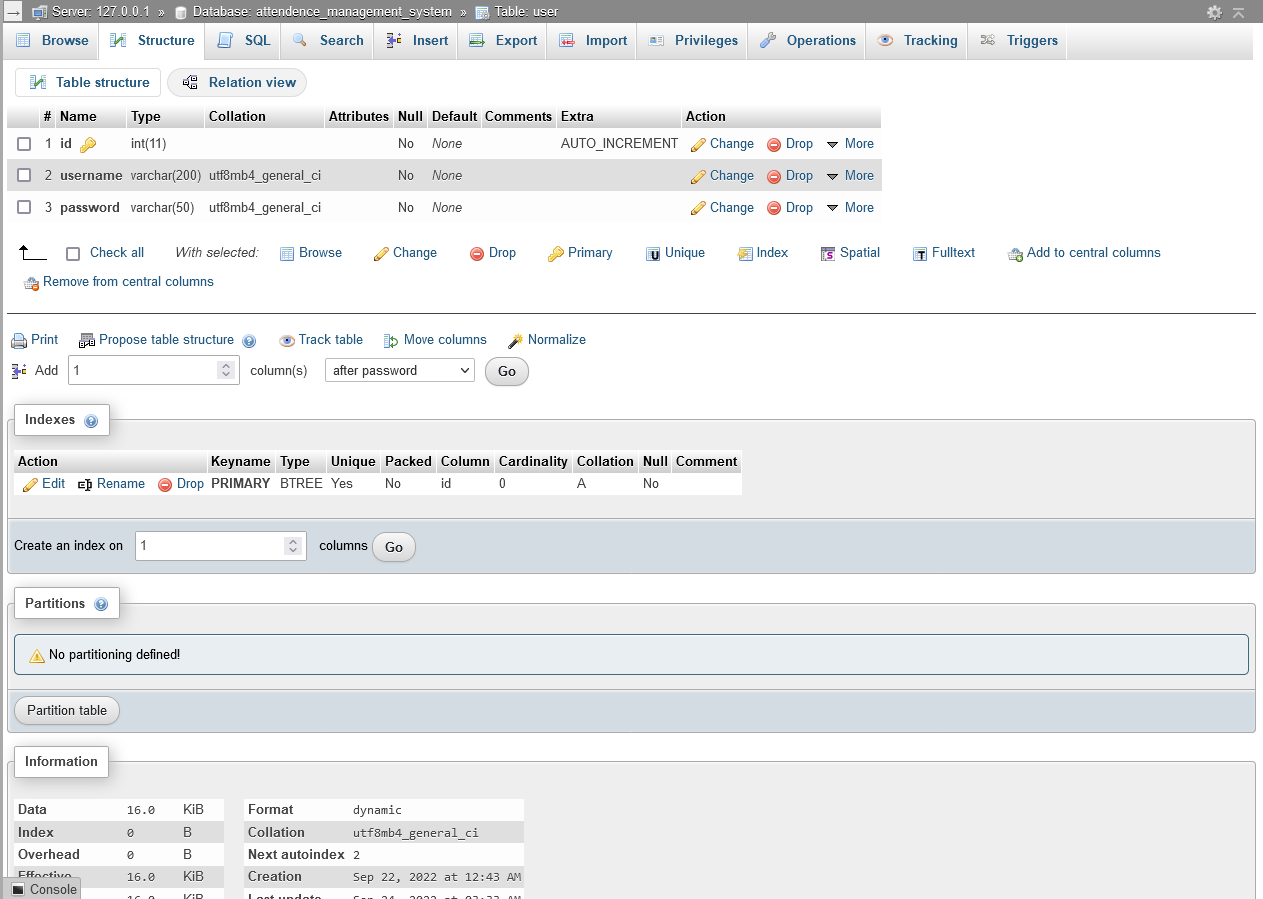 Server: 127.0.0.1 » Database: attendence_management_system » Table: user
Browse Structure SQL Search Insert Export Import Privileges Operations Tracking Triggers
Table structure Relation view
# Name Type Collation Attributes Null Default Comments Extra Action
1 id int(11) No None AUTO_INCREMENT Change Drop More
2 username varchar(200) utf8mb4_general_ci No None Change Drop More
3 password varchar(50) utf8mb4_general_ci No None Change Drop More
Check all With selected: Browse Change Drop Primary Unique Index Spatial Fulltext Add to central columns
Remove from central columns
Print Propose table structure Track table Move columns Normalize
Add 1 column(s) after password Go
Indexes
Action Keyname Type Unique Packed Column Cardinality Collation Null Comment
Edit Rename Drop PRIMARY BTREE Yes No id 0 A No
Create an index on 1 columns Go
Partitions
No partitioning defined!
Partition table
Information
Data 16.0 KiB Format dynamic
Index 0 B Collation utf8mb4_general_ci
Overhead 0 B Next autoindex 2
Effective 16.0 KiB Creation Sep 22, 2022 at 12:43 AM
Console 16.0 KiB Last update Sep 24, 2022 at 03:33 AM